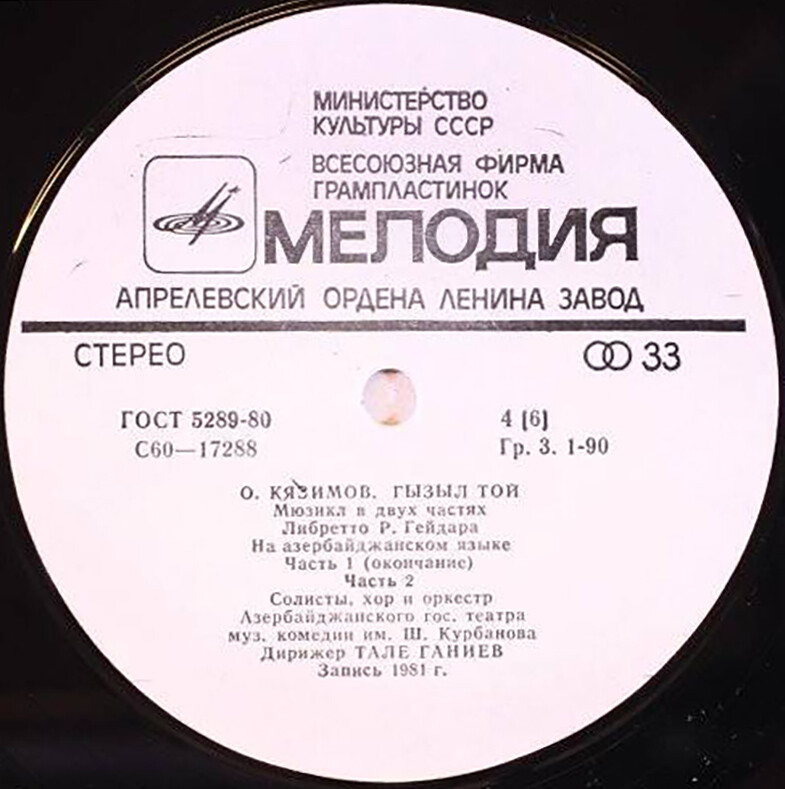 МИНИСТЕРСТВО
КУЛЬТУРЫ СССР
ВСЕСОЮЗНАЯ ФИРМА
ГРАМПЛАСТИНОК
МЕЛОДИЯ
АПРЕЛЕВСКИЙ ОРДЕНА ЛЕНИНА ЗАВОД
СТЕРЕО 33
ГОСТ 5289-80 4 (6)
С60—17288 Гр. 3. 1-90
О. КЯЗИМОВ. ГЫЗЫЛ ТОЙ
Мюзикл в двух частях
Либретто Р. Гейдара
На азербайджанском языке
Часть 1 (окончание)
Часть 2
Солисты, хор и оркестр
Азербайджанского гос. театра
муз. комедии им. Ш. Курбанова
Дирижер ТАЛЕ ГАНИЕВ
Запись 1981 г.